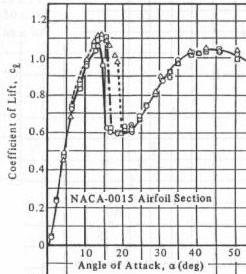 1.2
1.0
0.8
0.6
0.4
0.2
0
Coefficient of Lift, cℓ
NACA-0015 Airfoil Section
10 20 30 40 50
Angle of Attack, α (deg)